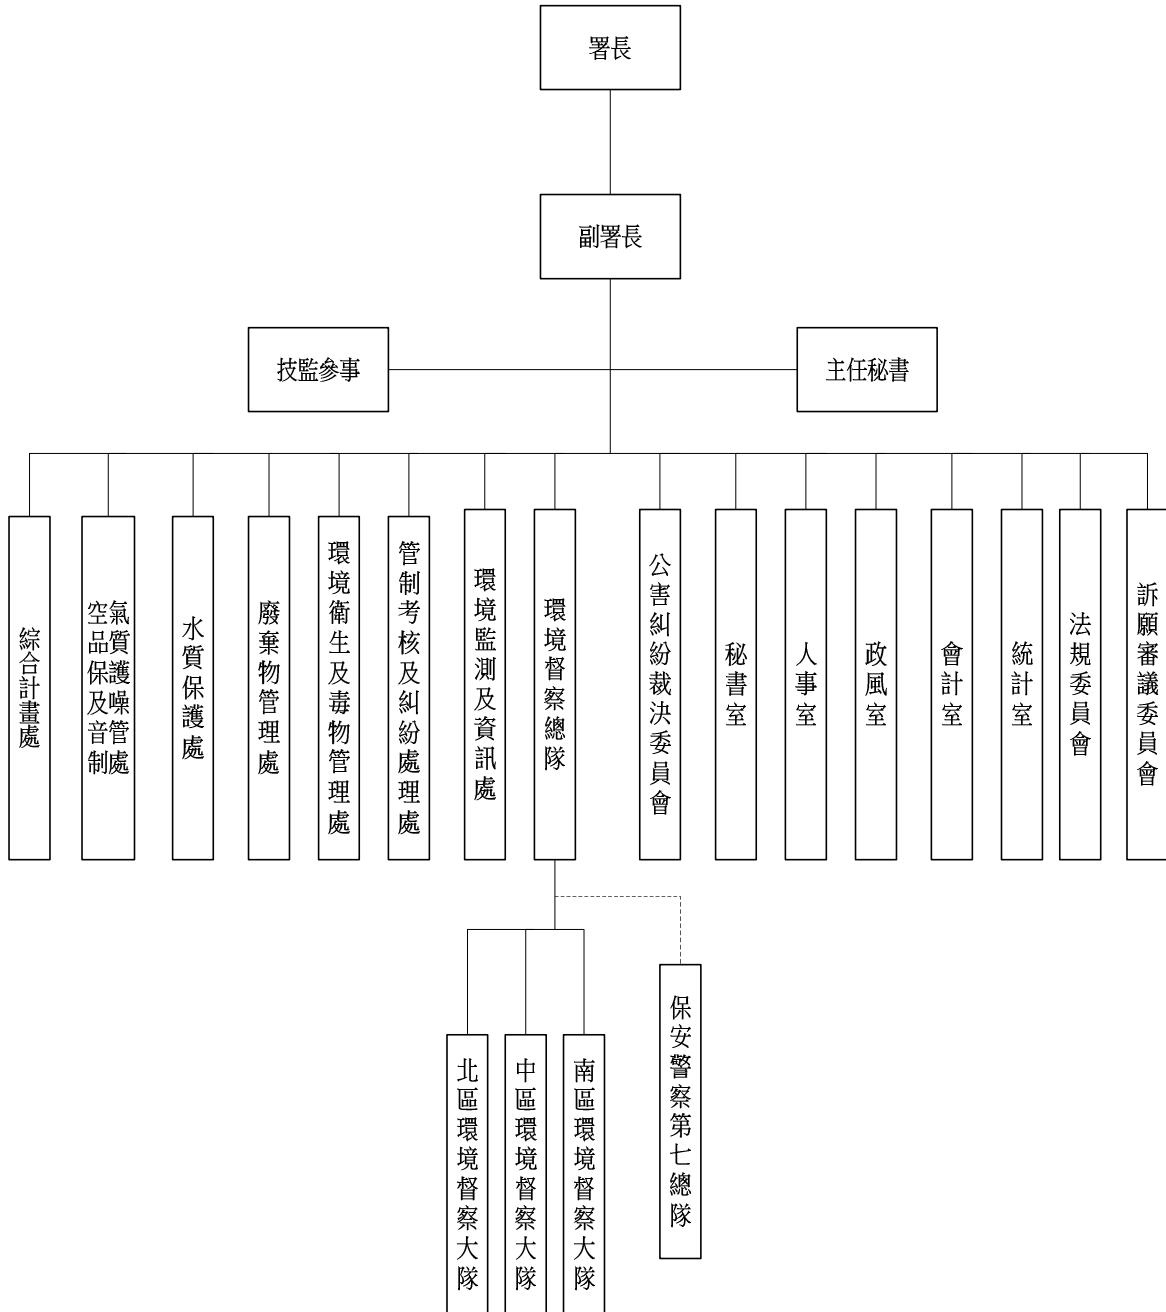 署長
副署長
技監參事
主任秘書
綜合計畫處
空氣品質保護及噪音管制處
水質保護處
廢棄物管理處
環境衛生及毒物管理處
管制考核及糾紛處理處
環境監測及資訊處
環境督察總隊
公害糾紛裁決委員會
秘書室
人事室
政風室
會計室
統計室
法規委員會
訴願審議委員會
北區環境督察大隊
中區環境督察大隊
南區環境督察大隊
保安警察第七總隊